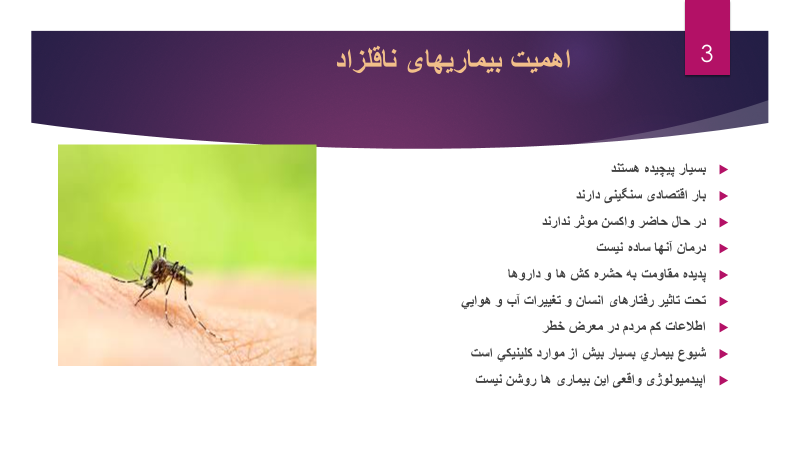 3
اهمیت بیماریهای ناقلزاد
بسیار پیچیده هستند
بار اقتصادی سنگینی دارند
در حال حاضر واکسن موثر ندارند
درمان آنها ساده نیست
پدیده مقاومت به حشره کش ها و داروها
تحت تاثیر رفتارهای انسان و تغییرات آب و هوايي
اطلاعات کم مردم در معرض خطر
شیوع بیماري بسیار بیش از موارد کلینیکي است
اپیدمیولوژی واقعی این بیماری ها روشن نیست